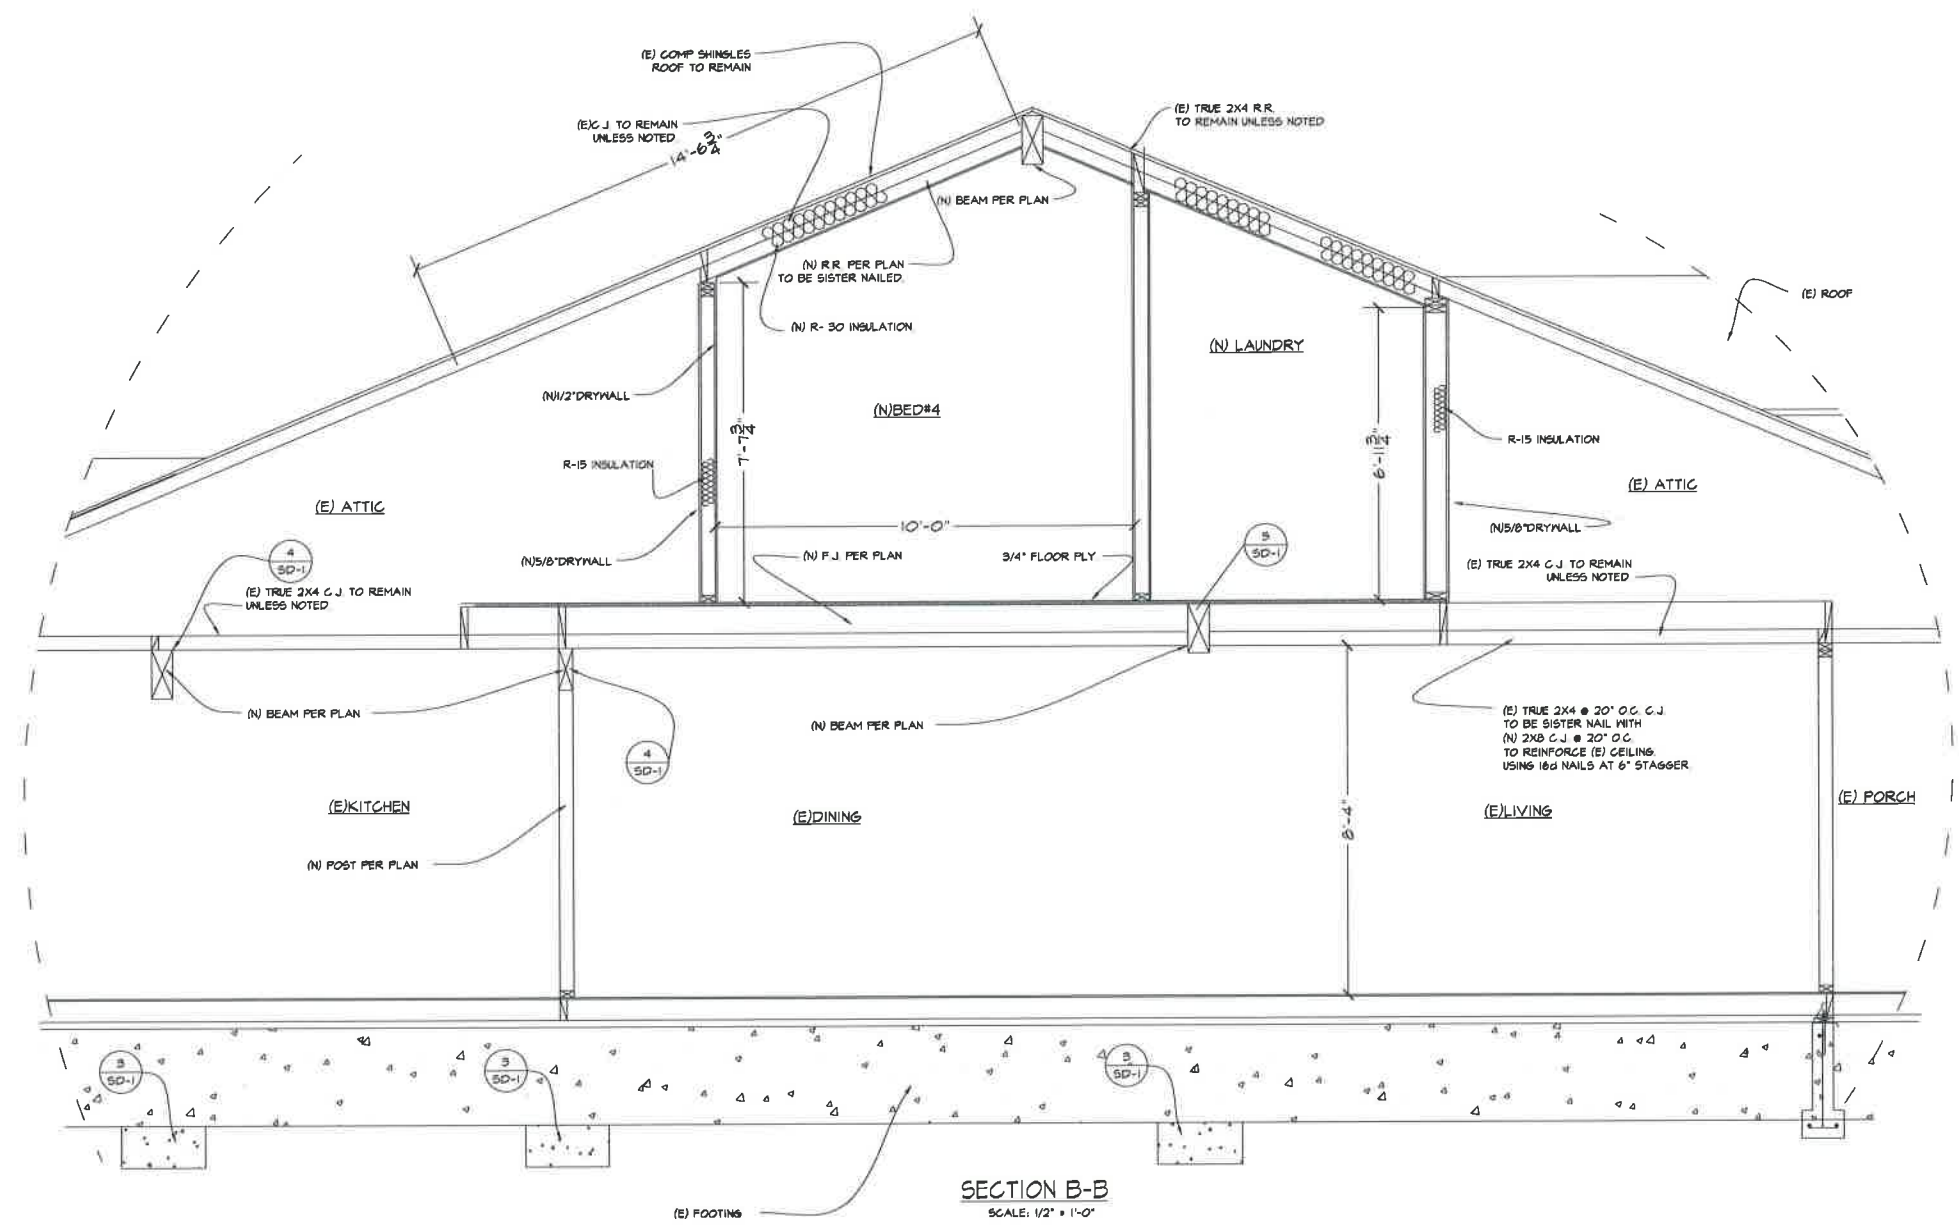 (E) COMP SHINGLES
ROOF TO REMAIN
(E)C.J. TO REMAIN
UNLESS NOTED
14'-6 3/4"
(E) TRUE 2X4 R.R.
TO REMAIN UNLESS NOTED
(N) BEAM PER PLAN
(N) R.R. PER PLAN
TO BE SISTER NAILED.
(N) R-30 INSULATION
(E) ROOF
(N) LAUNDRY
(N)1/2"DRYWALL
(N)BED#4
7'-7 3/4"
6'-11 3/4"
R-15 INSULATION
R-15 INSULATION
(E) ATTIC
(E) ATTIC
10'-0"
(N)5/8"DRYWALL
(N)5/8"DRYWALL
(N) F.J. PER PLAN
3/4" FLOOR PLY
5
SD-1
4
SD-1
(E) TRUE 2X4 C.J. TO REMAIN
UNLESS NOTED
(E) TRUE 2X4 C.J. TO REMAIN
UNLESS NOTED
(N) BEAM PER PLAN
(N) BEAM PER PLAN
4
SD-1
(E) TRUE 2X4 @ 20" O.C. C.J.
TO BE SISTER NAIL WITH
(N) 2X8 C.J. @ 20" O.C.
TO REINFORCE (E) CEILING.
USING 16d NAILS AT 6" STAGGER.
8'-4"
(E)KITCHEN
(E)DINING
(E)LIVING
(E) PORCH
(N) POST PER PLAN
3
SD-1
3
SD-1
3
SD-1
(E) FOOTING
SECTION B-B
SCALE: 1/2" = 1'-0"